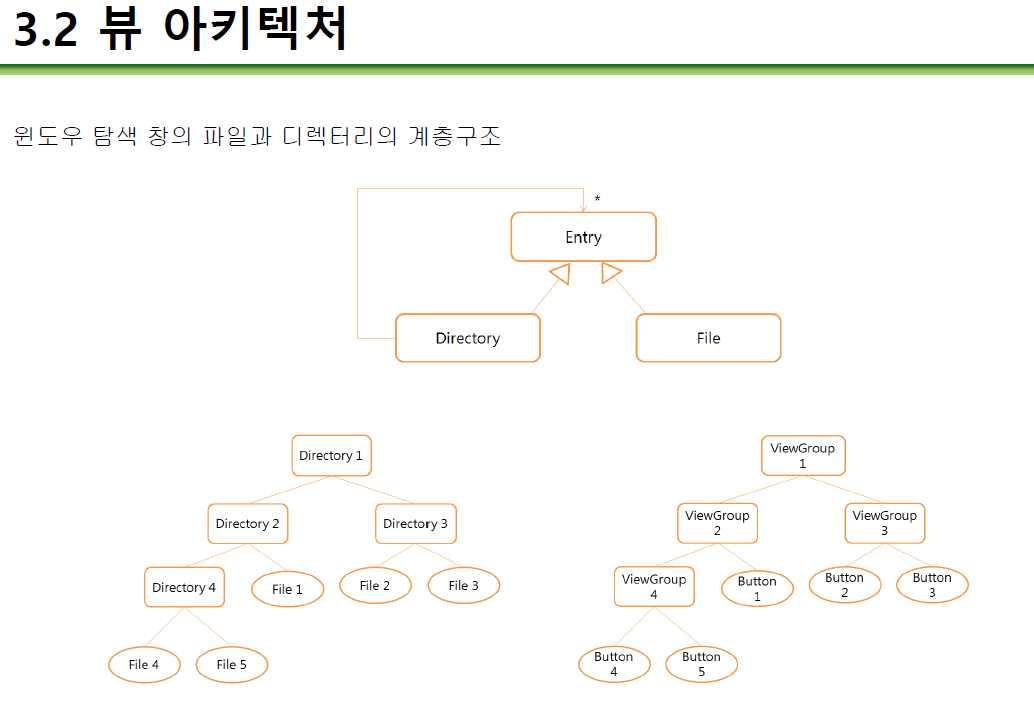 3.2 뷰 아키텍처
윈도우 탐색 창의 파일과 디렉터리의 계층구조
*
Entry
Directory
File
Directory 1
Directory 2
Directory 3
Directory 4
File 1
File 2
File 3
File 4
File 5
ViewGroup
1
ViewGroup
2
ViewGroup
3
ViewGroup
4
Button
1
Button
2
Button
3
Button
4
Button
5